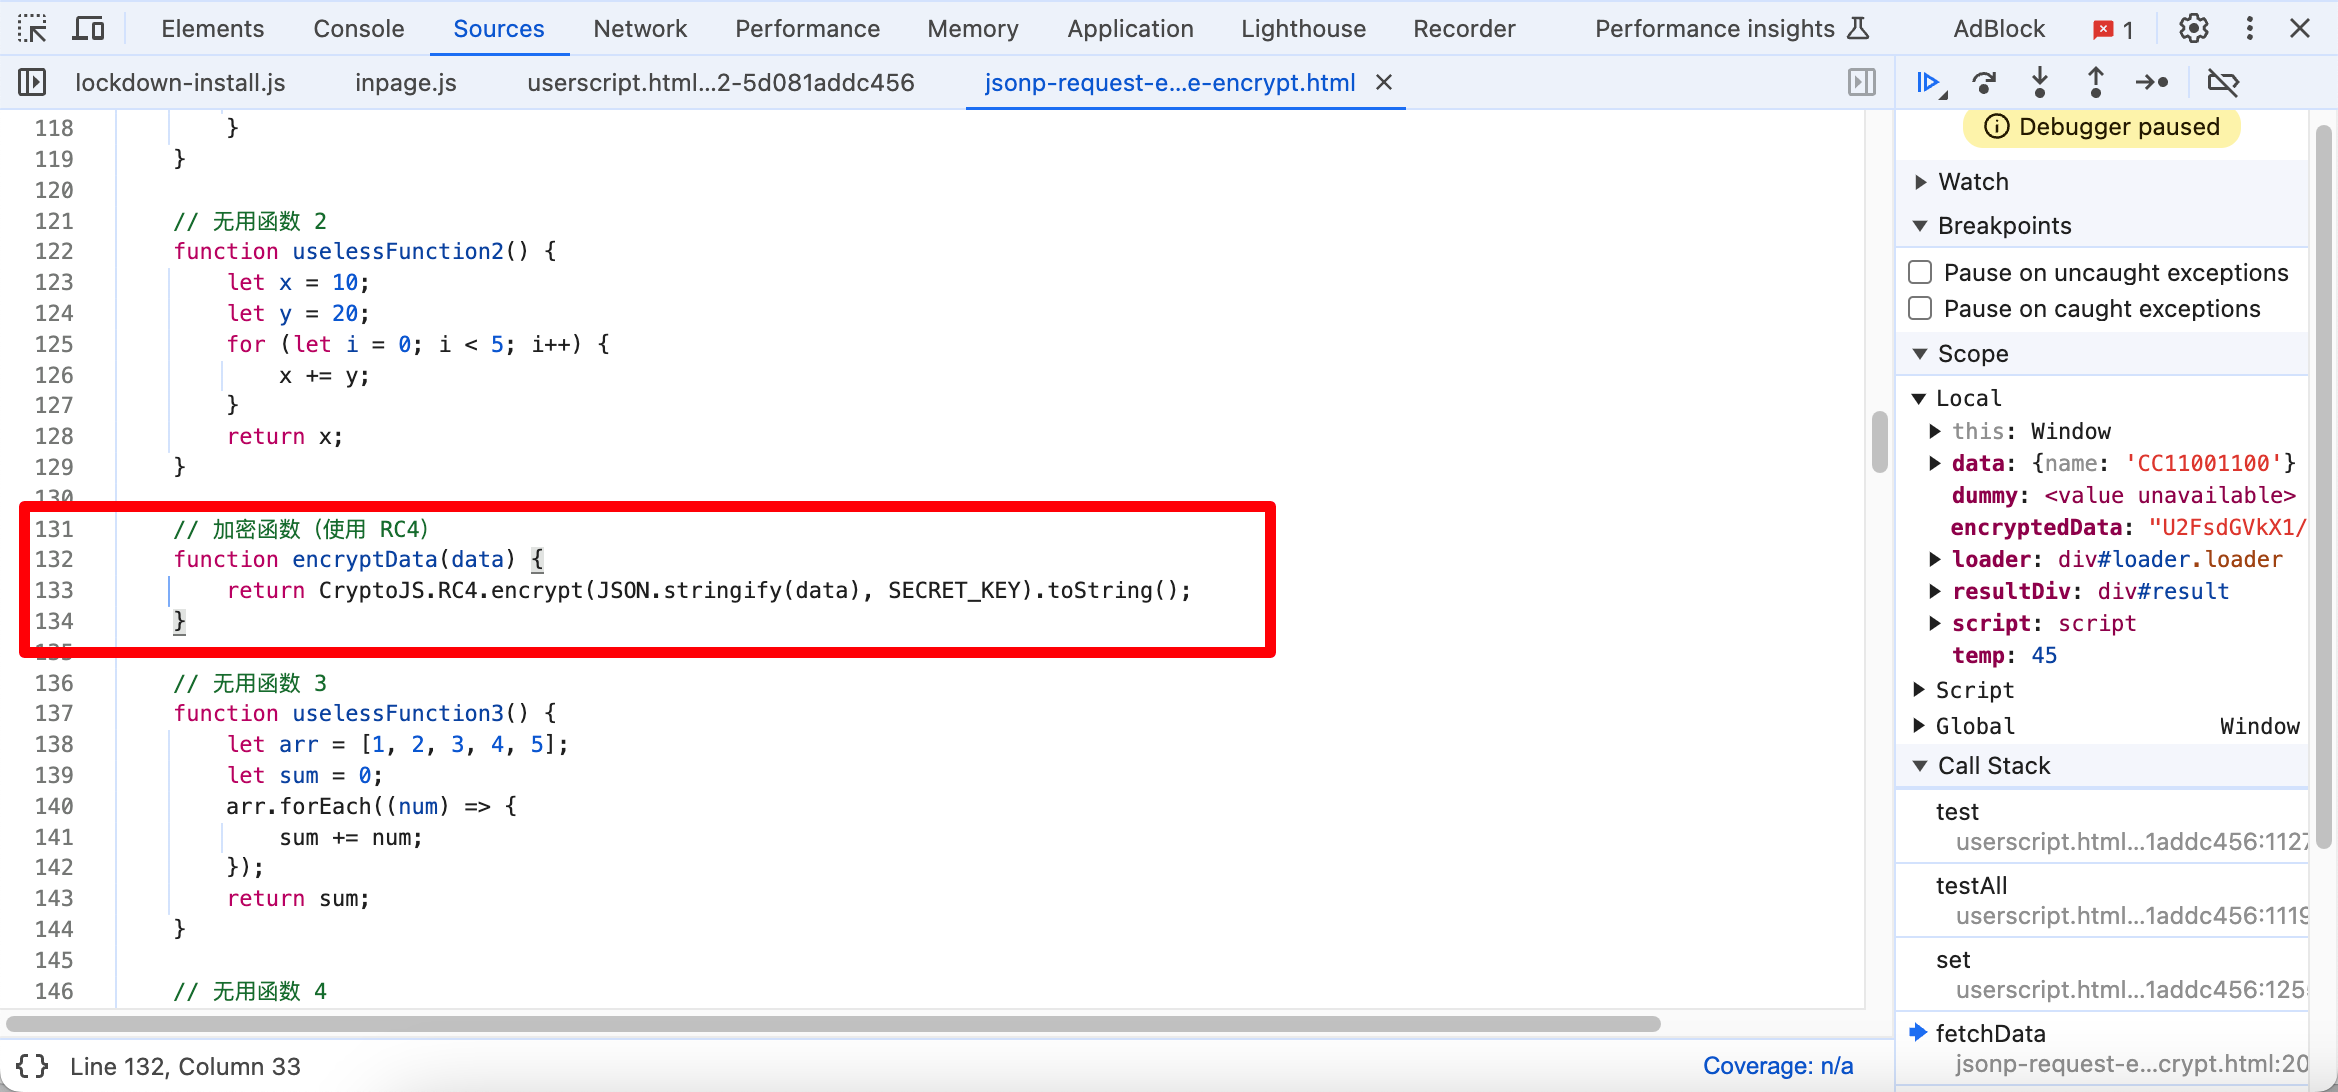 Elements Console Sources Network Performance Memory Application Lighthouse Recorder Performance insights AdBlock 1
lockdown-install.js inpage.js userscript.html...2-5d081addc456 jsonp-request-e...e-encrypt.html
118 }
119 }
120
121 // 无用函数 2
122 function uselessFunction2() {
123 let x = 10;
124 let y = 20;
125 for (let i = 0; i < 5; i++) {
126 x += y;
127 }
128 return x;
129 }
130
131 // 加密函数（使用 RC4）
132 function encryptData(data) {
133 return CryptoJS.RC4.encrypt(JSON.stringify(data), SECRET_KEY).toString();
134 }
135
136 // 无用函数 3
137 function uselessFunction3() {
138 let arr = [1, 2, 3, 4, 5];
139 let sum = 0;
140 arr.forEach((num) => {
141 sum += num;
142 });
143 return sum;
144 }
145
146 // 无用函数 4
{} Line 132, Column 33 Coverage: n/a
Debugger paused
Watch
Breakpoints
Pause on uncaught exceptions
Pause on caught exceptions
Scope
Local
this: Window
data: {name: 'CC11001100'}
dummy: <value unavailable>
encryptedData: "U2FsdGVkX1/
loader: div#loader.loader
resultDiv: div#result
script: script
temp: 45
Script
Global Window
Call Stack
test
userscript.html...1addc456:1127
testAll
userscript.html...1addc456:1119
set
userscript.html...1addc456:125
fetchData
jsonp-request-e...crypt.html:20